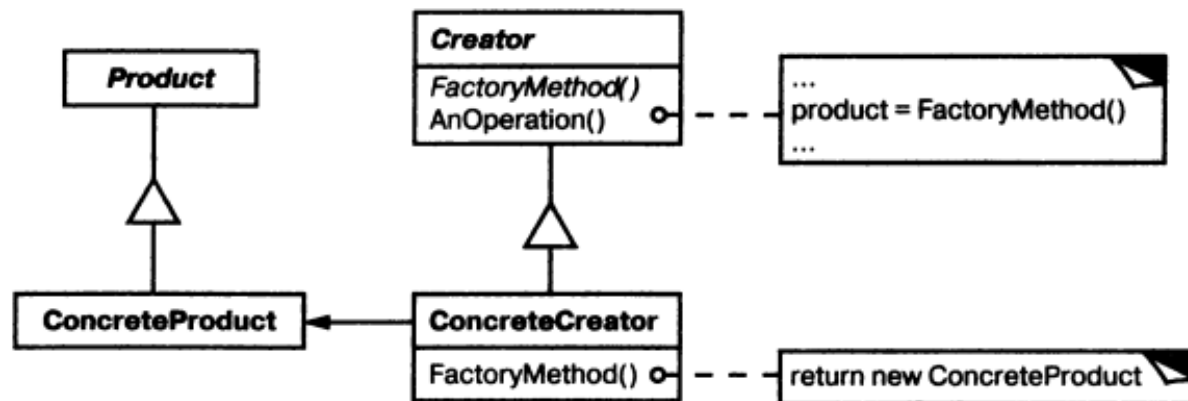 Product
Creator
FactoryMethod()
AnOperation()
...
product = FactoryMethod()
...
ConcreteProduct
ConcreteCreator
FactoryMethod()
return new ConcreteProduct